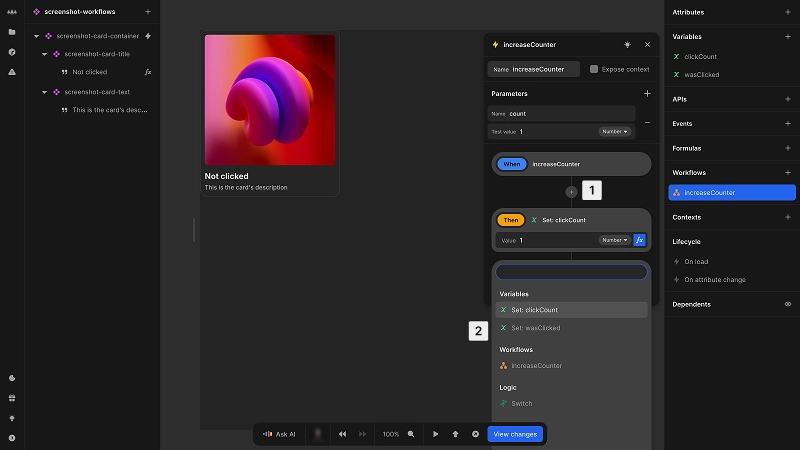 screenshot-workflows
screenshot-card-container
screenshot-card-title
Not clicked
fx
screenshot-card-text
This is the card's desc...
Not clicked
This is the card's description
increaseCounter
Name increaseCounter
Expose context
Parameters
Name count
Test value 1
Number
When increaseCounter
1
Then Set: clickCount
Value 1 Number fx
Variables
Set: clickCount
2
Set: wasClicked
Workflows
increaseCounter
Logic
Switch
Ask AI
100%
View changes
Attributes
Variables
clickCount
wasClicked
APIs
Events
Formulas
Workflows
increaseCounter
Contexts
Lifecycle
On load
On attribute change
Dependents